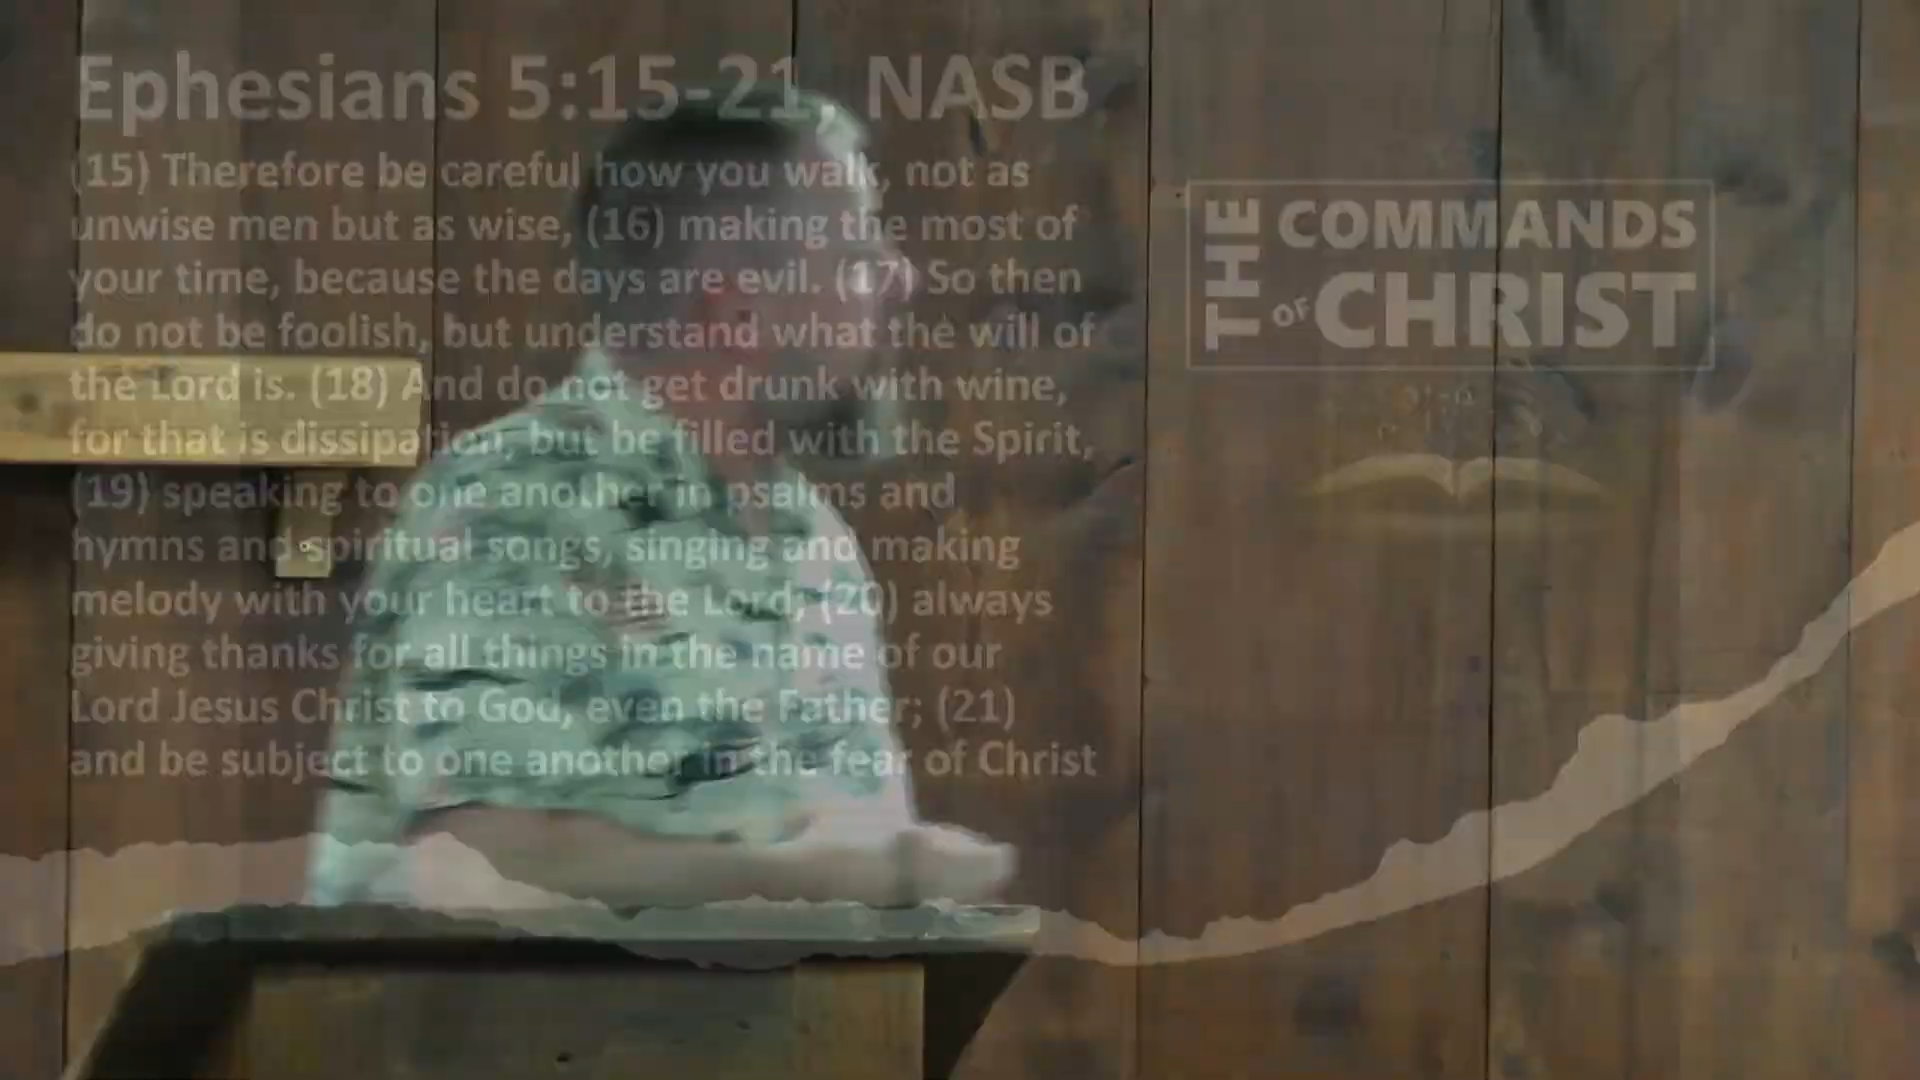 Ephesians 5:15-21, NASB
(15) Therefore be careful how you walk, not as
unwise men but as wise, (16) making the most of
your time, because the days are evil. (17) So then
do not be foolish, but understand what the will of
the Lord is. (18) And do not get drunk with wine,
for that is dissipation, but be filled with the Spirit,
(19) speaking to one another in psalms and
hymns and spiritual songs, singing and making
melody with your heart to the Lord; (20) always
giving thanks for all things in the name of our
Lord Jesus Christ to God, even the Father; (21)
and be subject to one another in the fear of Christ
THE COMMANDS
OF CHRIST